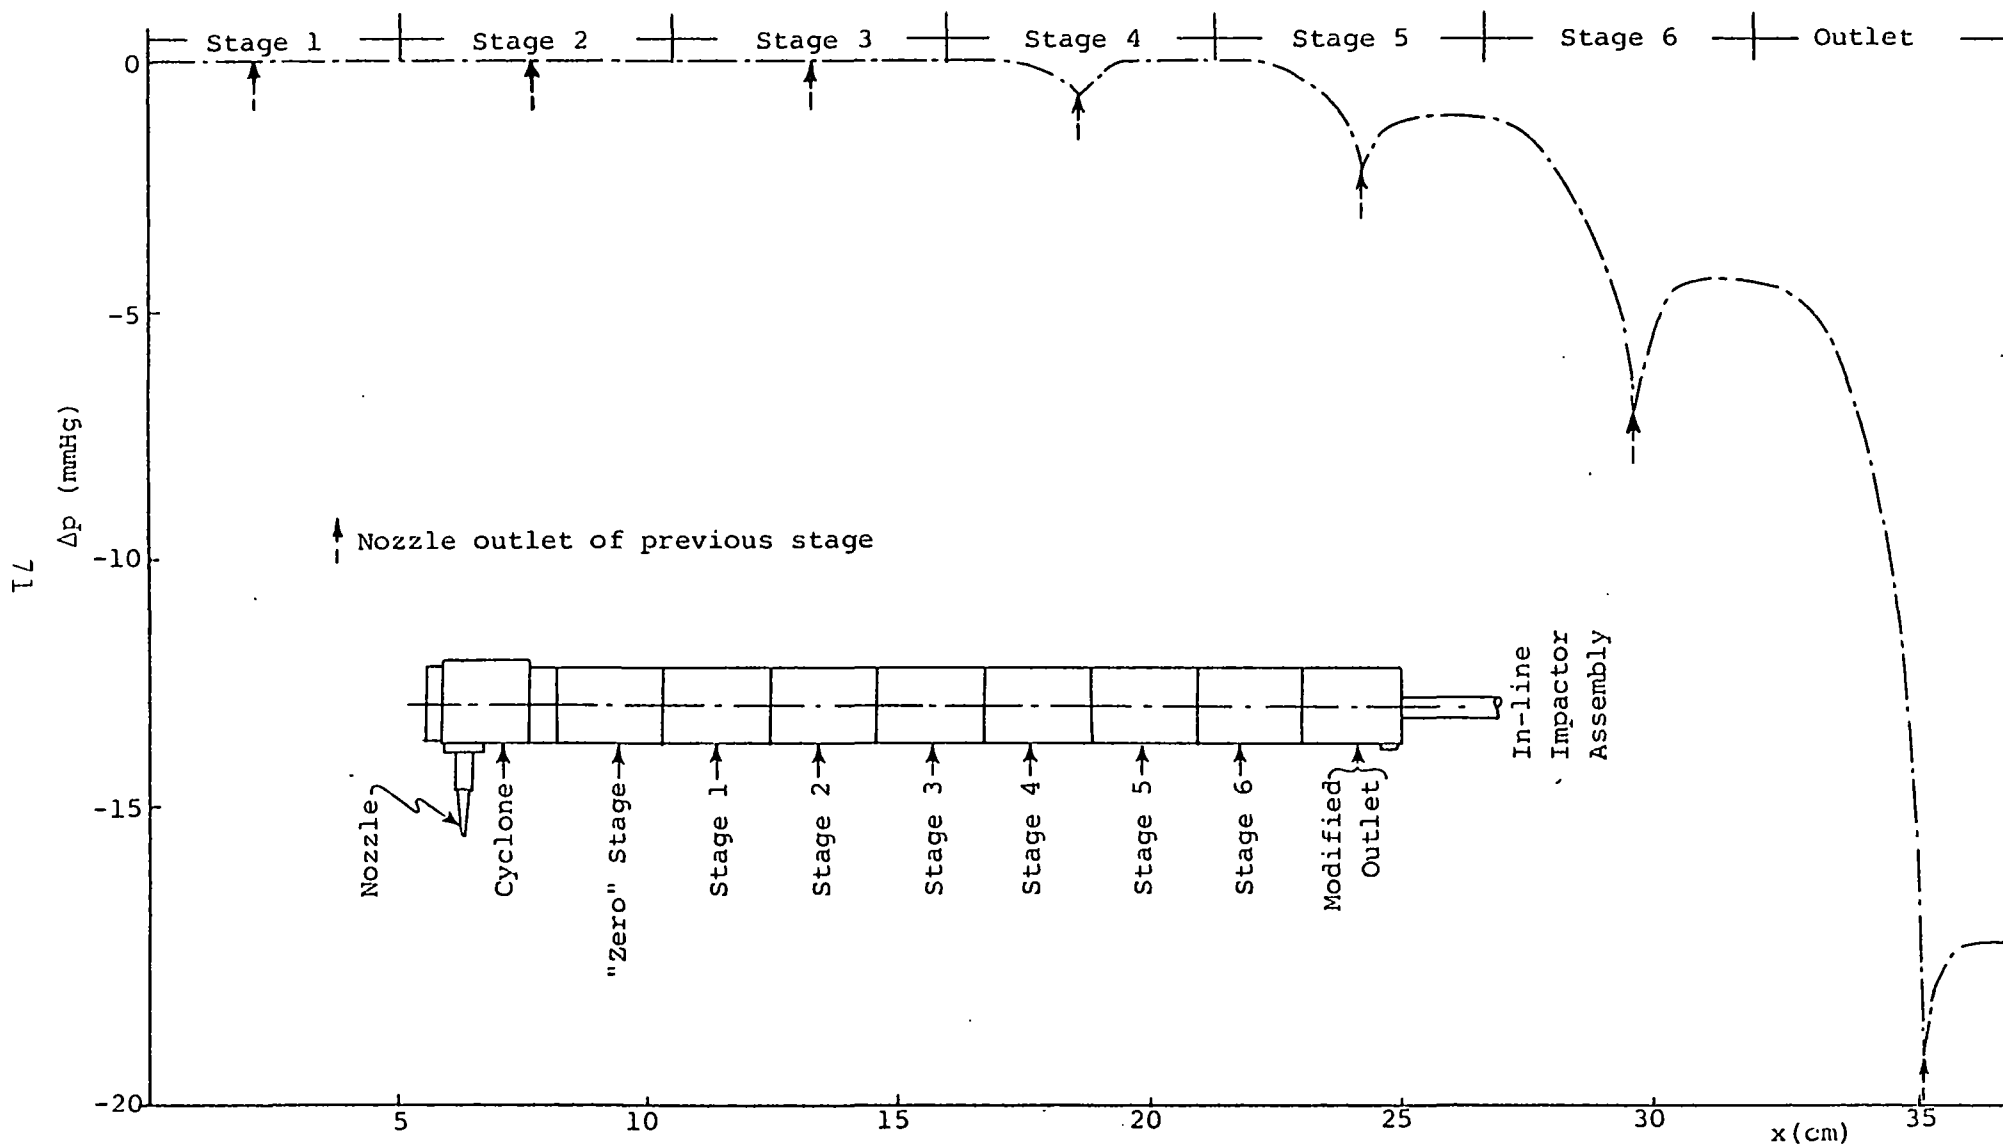 Stage 1 Stage 2 Stage 3 Stage 4 Stage 5 Stage 6 Outlet
0
-5
-10
-15
-20
Δp (mmHg)
71
Nozzle outlet of previous stage
Nozzle
Cyclone
"Zero" Stage
Stage 1
Stage 2
Stage 3
Stage 4
Stage 5
Stage 6
Modified
Outlet
In-line
Impactor
Assembly
5 10 15 20 25 30 35
x (cm)